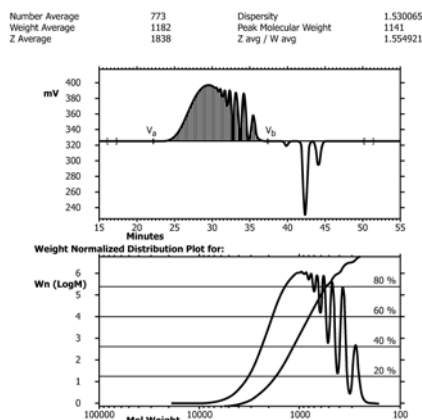 Number Average 773 Dispersity 1.530065
Weight Average 1182 Peak Molecular Weight 1141
Z Average 1838 Z avg / W avg 1.554921
mV
400
380
360
340
320
300
280
260
240
Va
Vb
15 20 25 30 35 40 45 50 55
Minutes
Weight Normalized Distribution Plot for:
Wn (LogM)
6
5
4
3
2
1
0
80 %
60 %
40 %
20 %
100000 10000 1000 100
Mol Weight